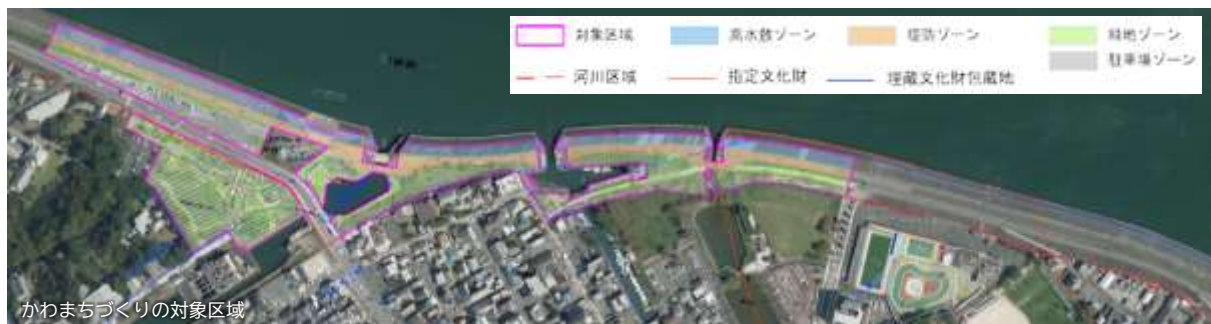 対象区域 高水敷ゾーン 堤防ゾーン 緑地ゾーン
駐車場ゾーン
河川区域 指定文化財 埋蔵文化財包蔵地
かわまちづくりの対象区域